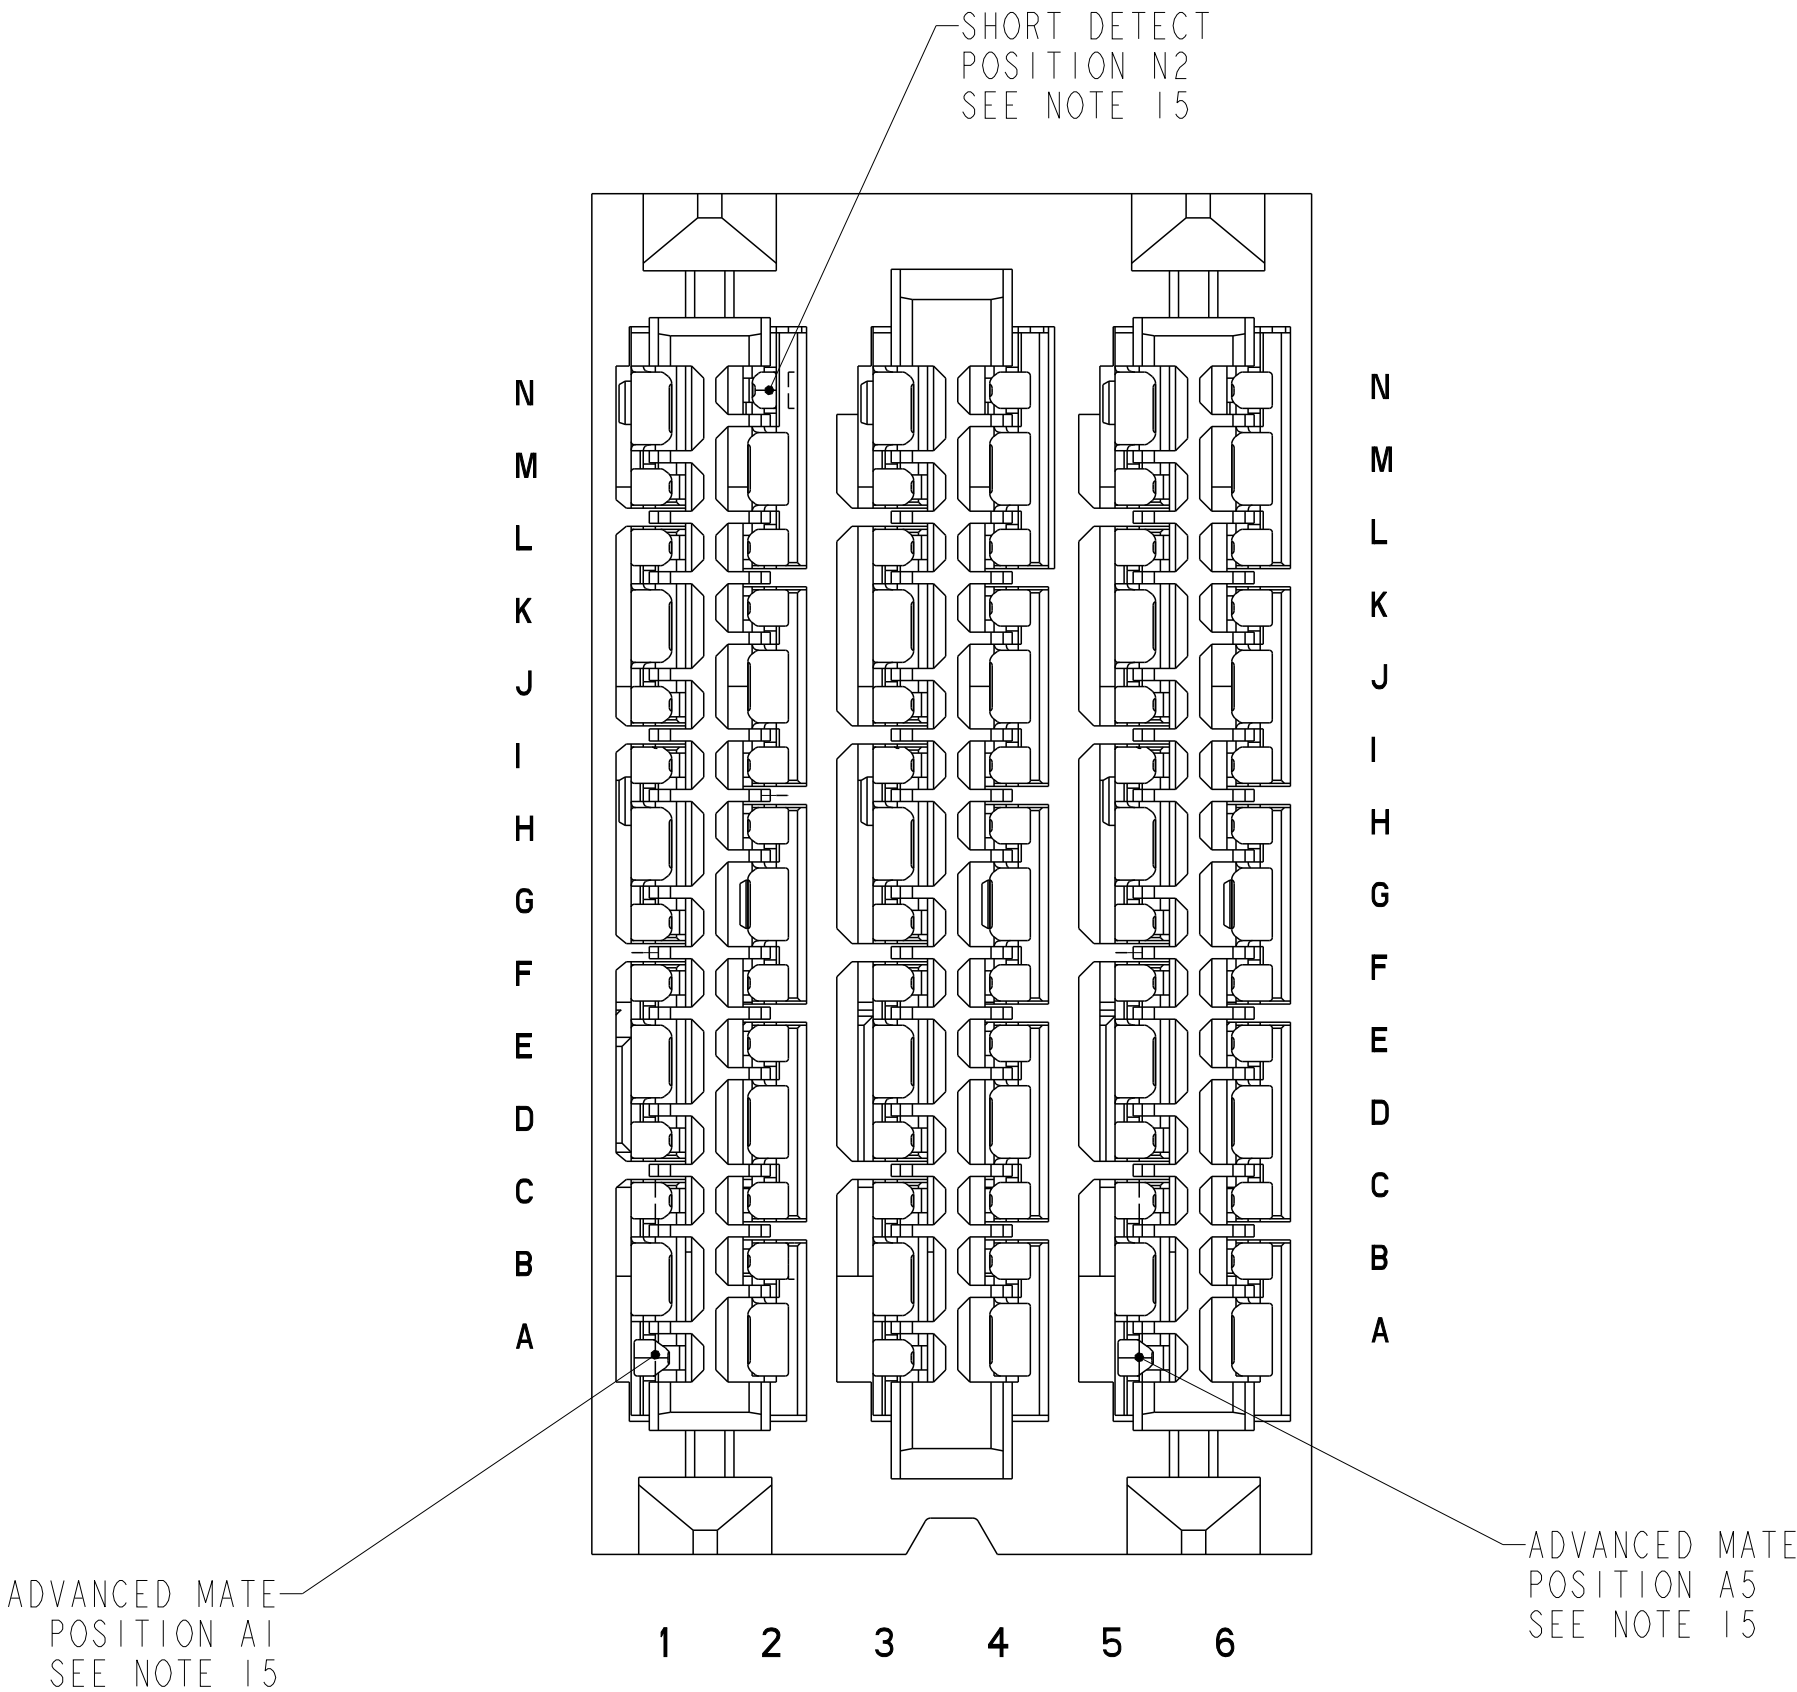 SHORT DETECT
POSITION N2
SEE NOTE 15
N N
M M
L L
K K
J J
I I
H H
G G
F F
E E
D D
C C
B B
A A
ADVANCED MATE
POSITION A1
SEE NOTE 15
ADVANCED MATE
POSITION A5
SEE NOTE 15
1 2 3 4 5 6